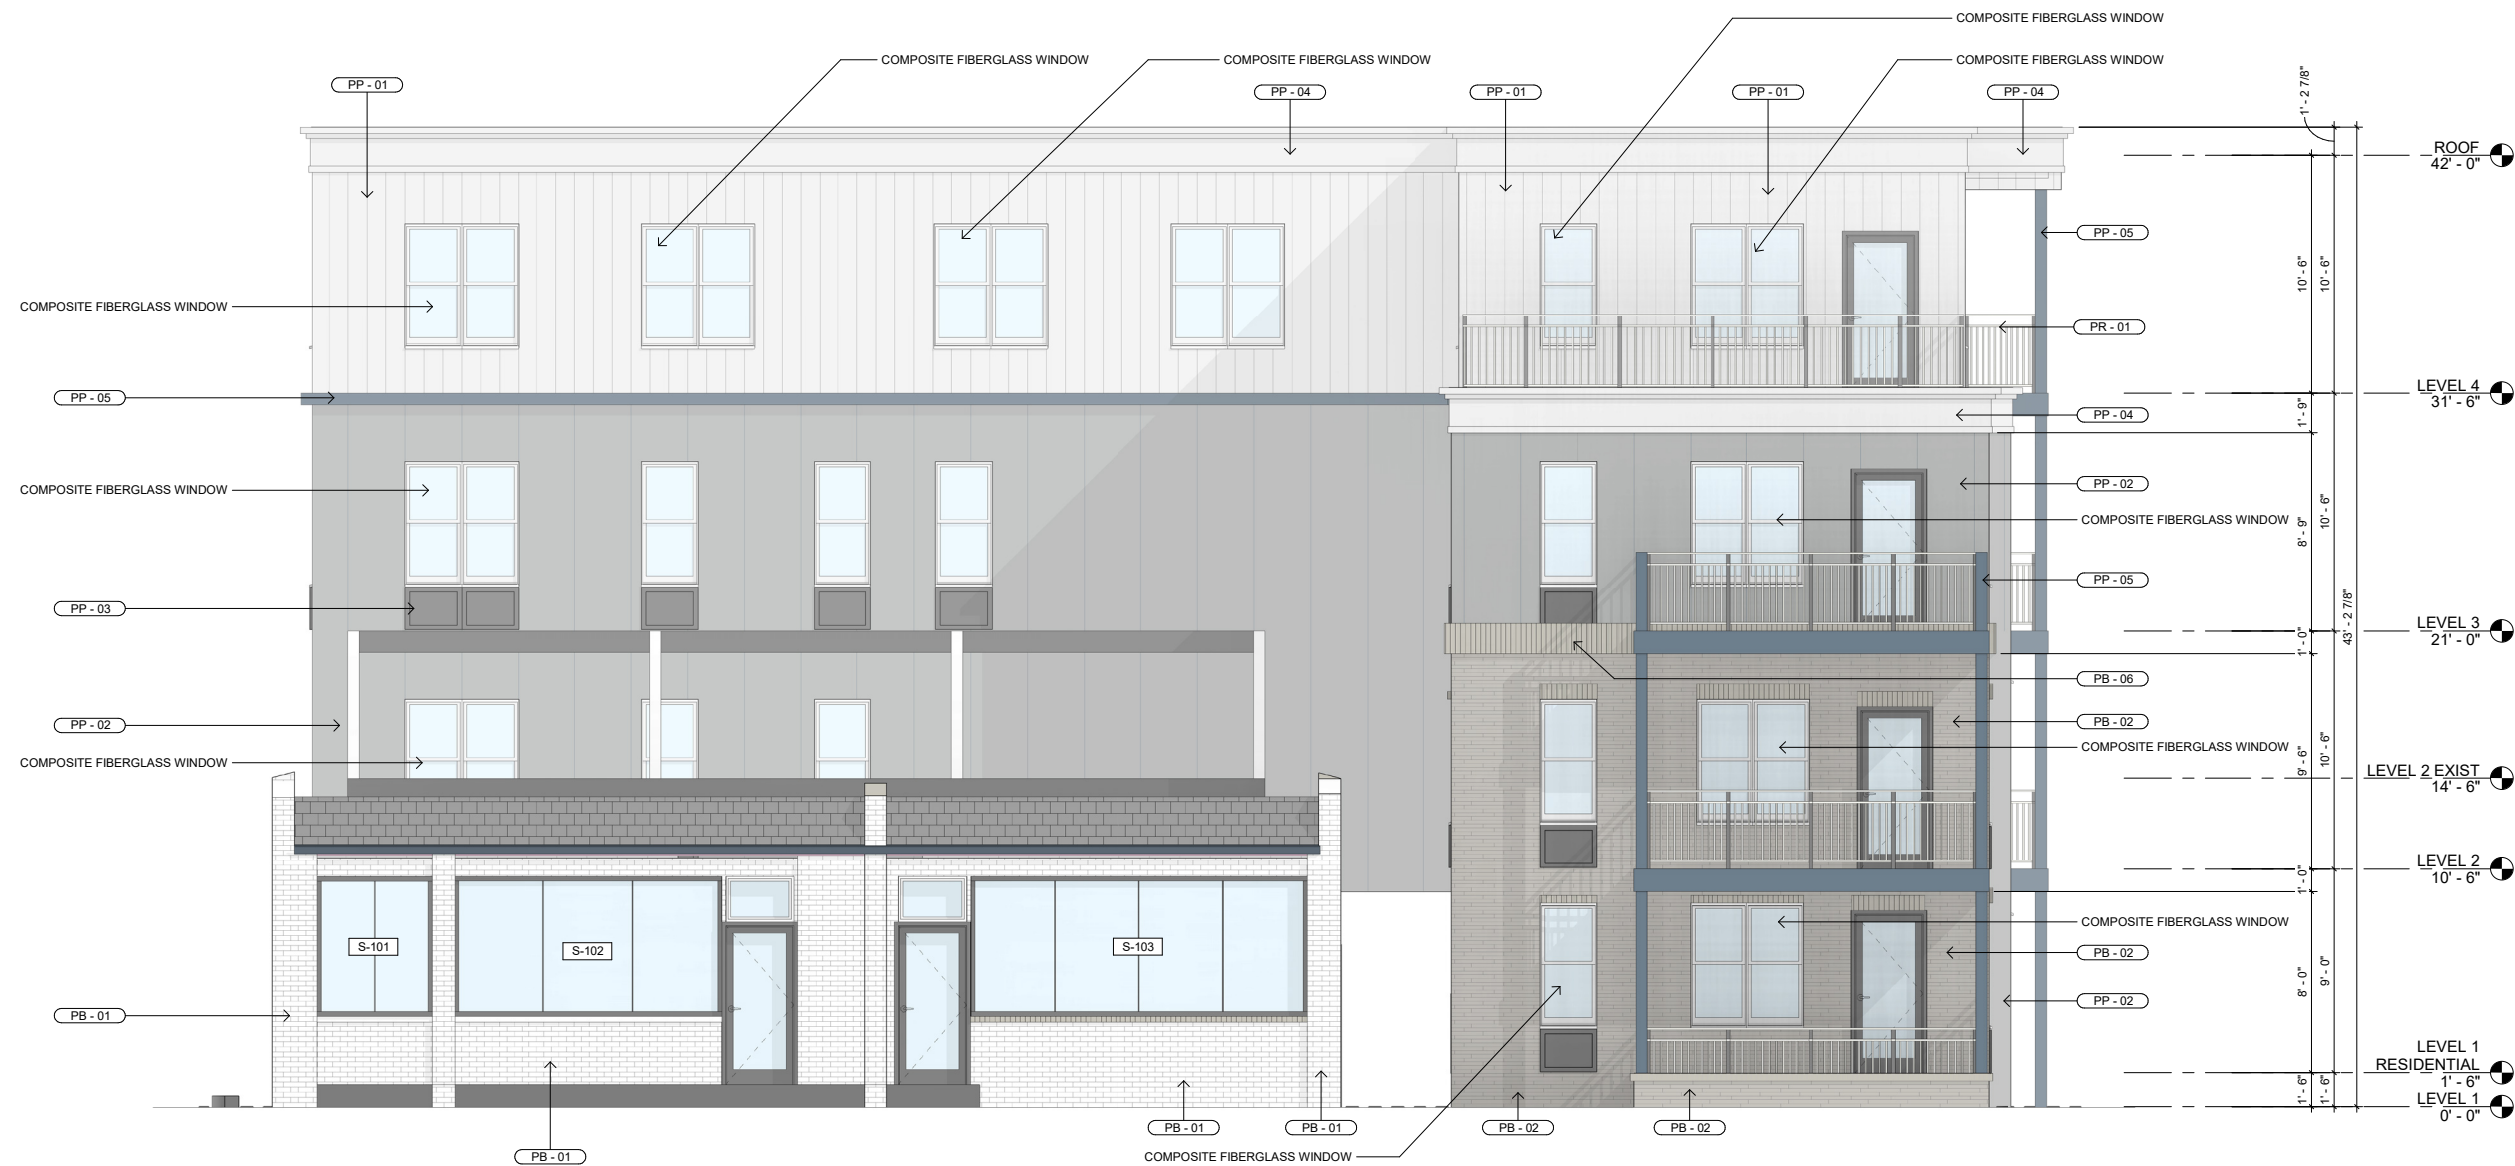 COMPOSITE FIBERGLASS WINDOW
COMPOSITE FIBERGLASS WINDOW
COMPOSITE FIBERGLASS WINDOW
COMPOSITE FIBERGLASS WINDOW
PP - 01
PP - 04
PP - 01
PP - 01
PP - 04
1' - 2 7/8"
ROOF
42' - 0"
PP - 05
10' - 6"
10' - 6"
COMPOSITE FIBERGLASS WINDOW
PR - 01
PP - 05
LEVEL 4
31' - 6"
PP - 04
1' - 9"
COMPOSITE FIBERGLASS WINDOW
PP - 02
COMPOSITE FIBERGLASS WINDOW
8' - 9"
10' - 6"
PP - 03
PP - 05
43' - 2 7/8"
LEVEL 3
21' - 0"
1' - 0"
PB - 06
PP - 02
PB - 02
COMPOSITE FIBERGLASS WINDOW
COMPOSITE FIBERGLASS WINDOW
9' - 6"
10' - 6"
LEVEL 2 EXIST
14' - 6"
LEVEL 2
10' - 6"
1' - 0"
COMPOSITE FIBERGLASS WINDOW
S-101
S-102
S-103
PB - 02
8' - 0"
9' - 0"
PB - 01
PP - 02
LEVEL 1
RESIDENTIAL
1' - 6"
1' - 6"
1' - 6"
LEVEL 1
0' - 0"
PB - 01
PB - 01
PB - 02
PB - 02
PB - 01
COMPOSITE FIBERGLASS WINDOW